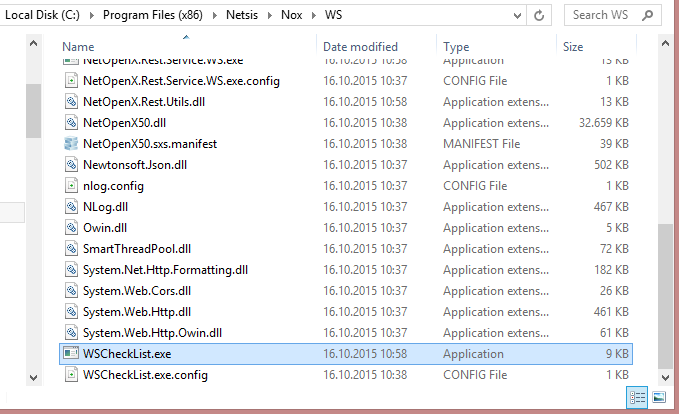 Local Disk (C:) Program Files (x86) Netsis Nox WS Search WS
Name Date modified Type Size
NetOpenX.Rest.Service.WS.exe 16.10.2015 10:58 Application 13 KB
NetOpenX.Rest.Service.WS.exe.config 16.10.2015 10:37 CONFIG File 1 KB
NetOpenX.Rest.Utils.dll 16.10.2015 10:58 Application extens... 13 KB
NetOpenX50.dll 16.10.2015 10:38 Application extens... 32.659 KB
NetOpenX50.sxs.manifest 16.10.2015 10:38 MANIFEST File 39 KB
Newtonsoft.Json.dll 16.10.2015 10:37 Application extens... 502 KB
nlog.config 16.10.2015 10:37 CONFIG File 1 KB
NLog.dll 16.10.2015 10:37 Application extens... 467 KB
Owin.dll 16.10.2015 10:37 Application extens... 5 KB
SmartThreadPool.dll 16.10.2015 10:37 Application extens... 72 KB
System.Net.Http.Formatting.dll 16.10.2015 10:37 Application extens... 182 KB
System.Web.Cors.dll 16.10.2015 10:37 Application extens... 26 KB
System.Web.Http.dll 16.10.2015 10:37 Application extens... 461 KB
System.Web.Http.Owin.dll 16.10.2015 10:37 Application extens... 61 KB
WSCheckList.exe 16.10.2015 10:58 Application 9 KB
WSCheckList.exe.config 16.10.2015 10:38 CONFIG File 1 KB